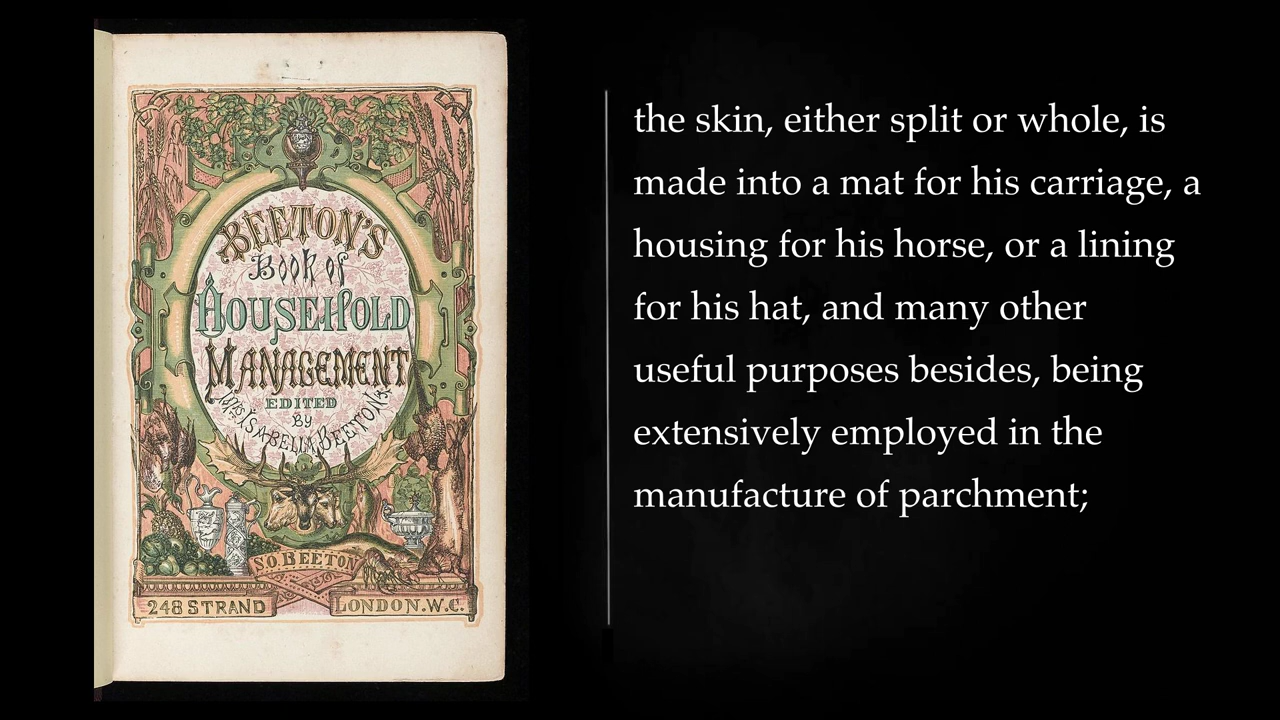 BEETON'S
Book of
HOUSEHOLD
MANAGEMENT
EDITED
BY
MRS ISABELLA BEETON.
S.O. BEETON
248 STRAND
LONDON. W.C.
the skin, either split or whole, is
made into a mat for his carriage, a
housing for his horse, or a lining
for his hat, and many other
useful purposes besides, being
extensively employed in the
manufacture of parchment;